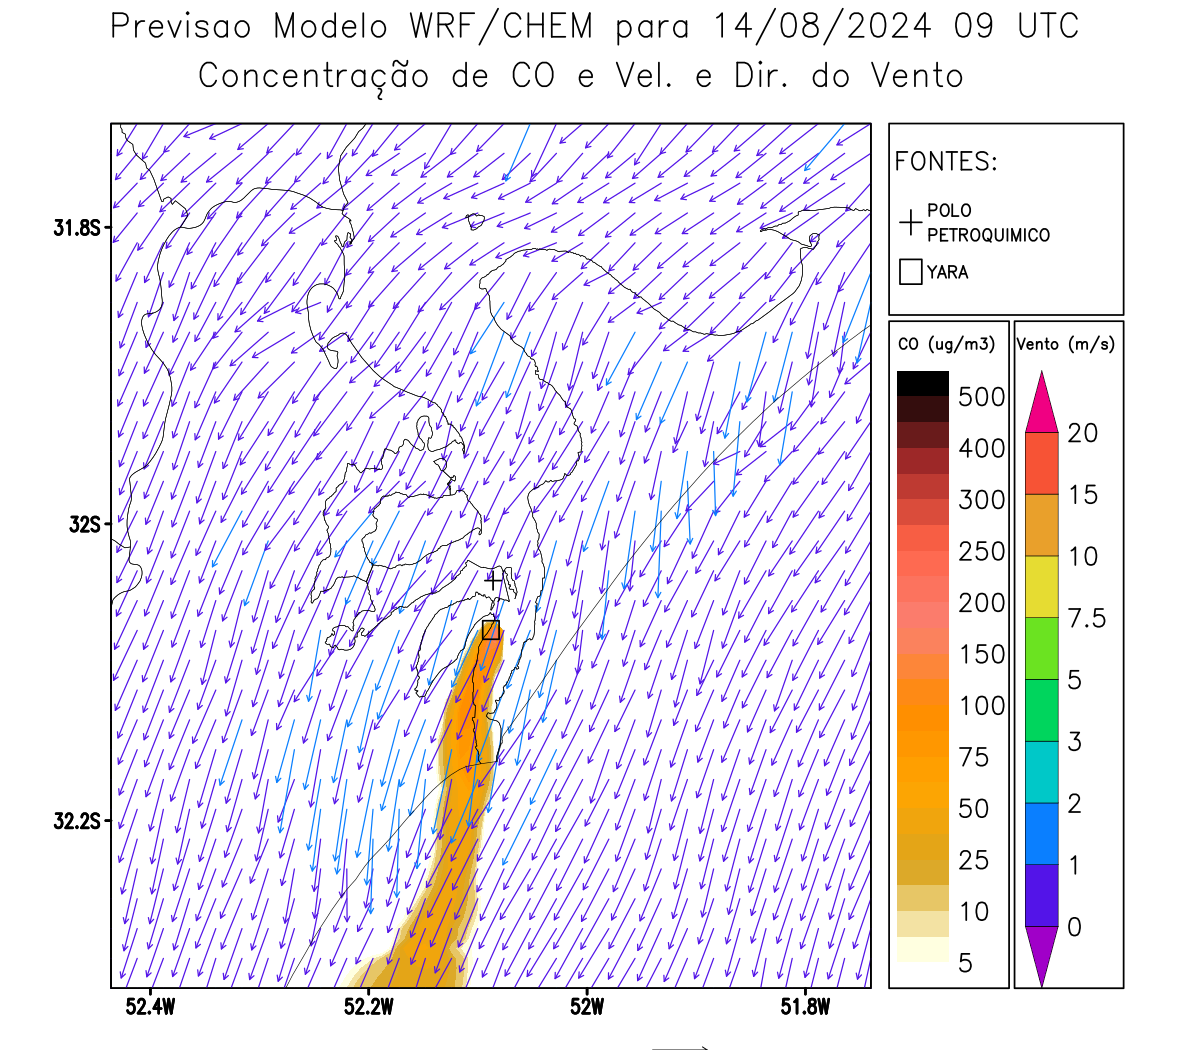 Previsao Modelo WRF/CHEM para 14/08/2024 09 UTC
Concentração de CO e Vel. e Dir. do Vento
FONTES:
POLO
PETROQUIMICO
YARA
CO (ug/m3)
500
400
300
250
200
150
100
75
50
25
10
5
Vento (m/s)
20
15
10
7.5
5
3
2
1
0
31.8S
32S
32.2S
52.4W
52.2W
52W
51.8W